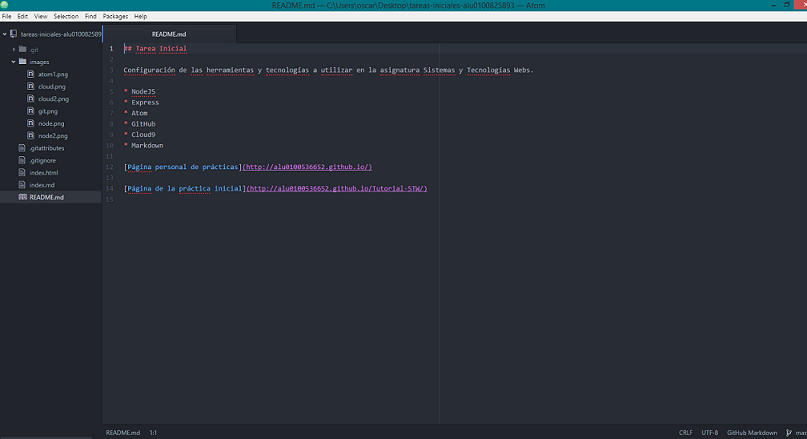 README.md — C:\Users\oscar\Desktop\tareas-iniciales-alu0100825893 — Atom
File Edit View Selection Find Packages Help
tareas-iniciales-alu010082589
.git
images
atom1.png
cloud.png
cloud2.png
git.png
node.png
node2.png
.gitattributes
.gitignore
index.html
index.md
README.md
README.md
1 ## Tarea Inicial
2
3 Configuración de las herramientas y tecnologías a utilizar en la asignatura Sistemas y Tecnologías Webs.
4
5 * NodeJS
6 * Express
7 * Atom
8 * GitHub
9 * Cloud9
10 * Markdown
11
12 [Página personal de prácticas](http://alu0100536652.github.io/)
13
14 [Página de la práctica inicial](http://alu0100536652.github.io/Tutorial-STW/)
15
README.md 1:1 CRLF UTF-8 GitHub Markdown mas